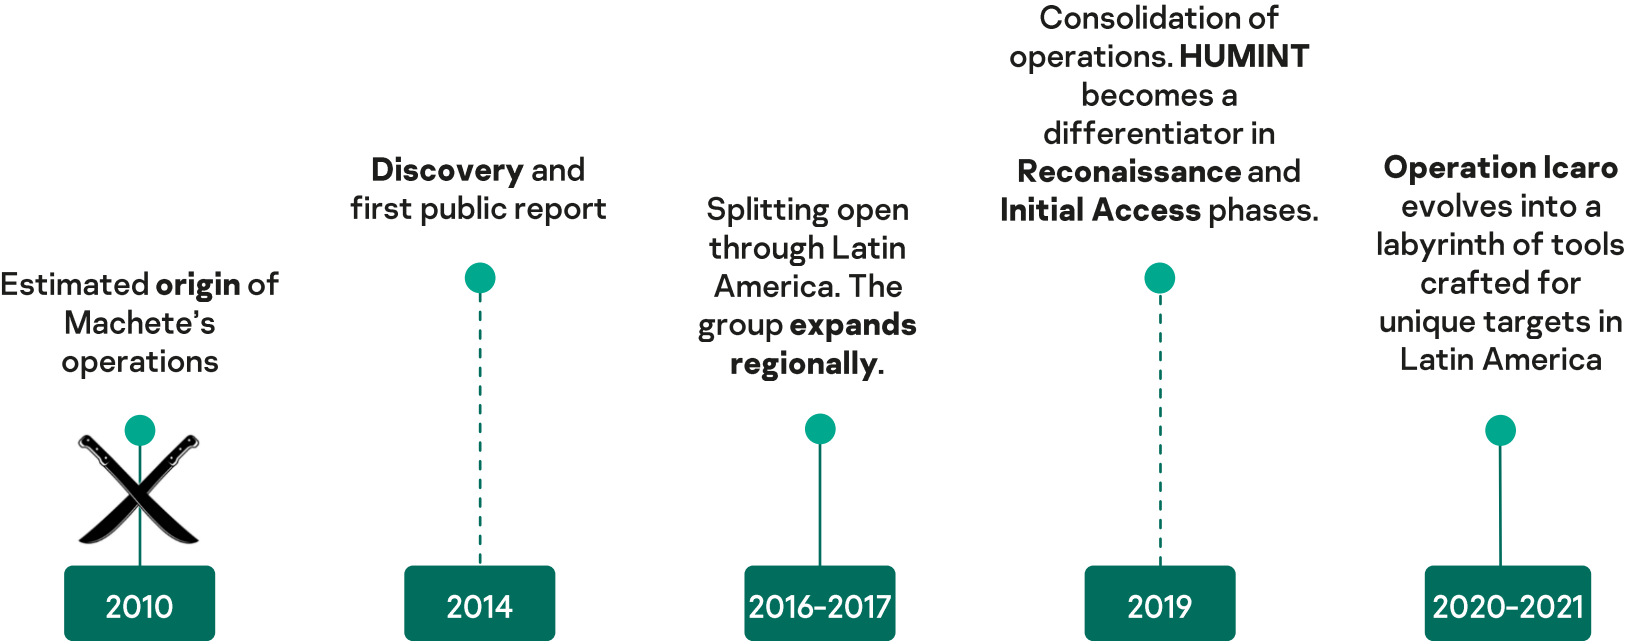 Estimated origin of
Machete's
operations
2010
Discovery and
first public report
2014
Splitting open
through Latin
America. The
group expands
regionally.
2016-2017
Consolidation of
operations. HUMINT
becomes a
differentiator in
Reconaissance and
Initial Access phases.
2019
Operation Icaro
evolves into a
labyrinth of tools
crafted for
unique targets in
Latin America
2020-2021